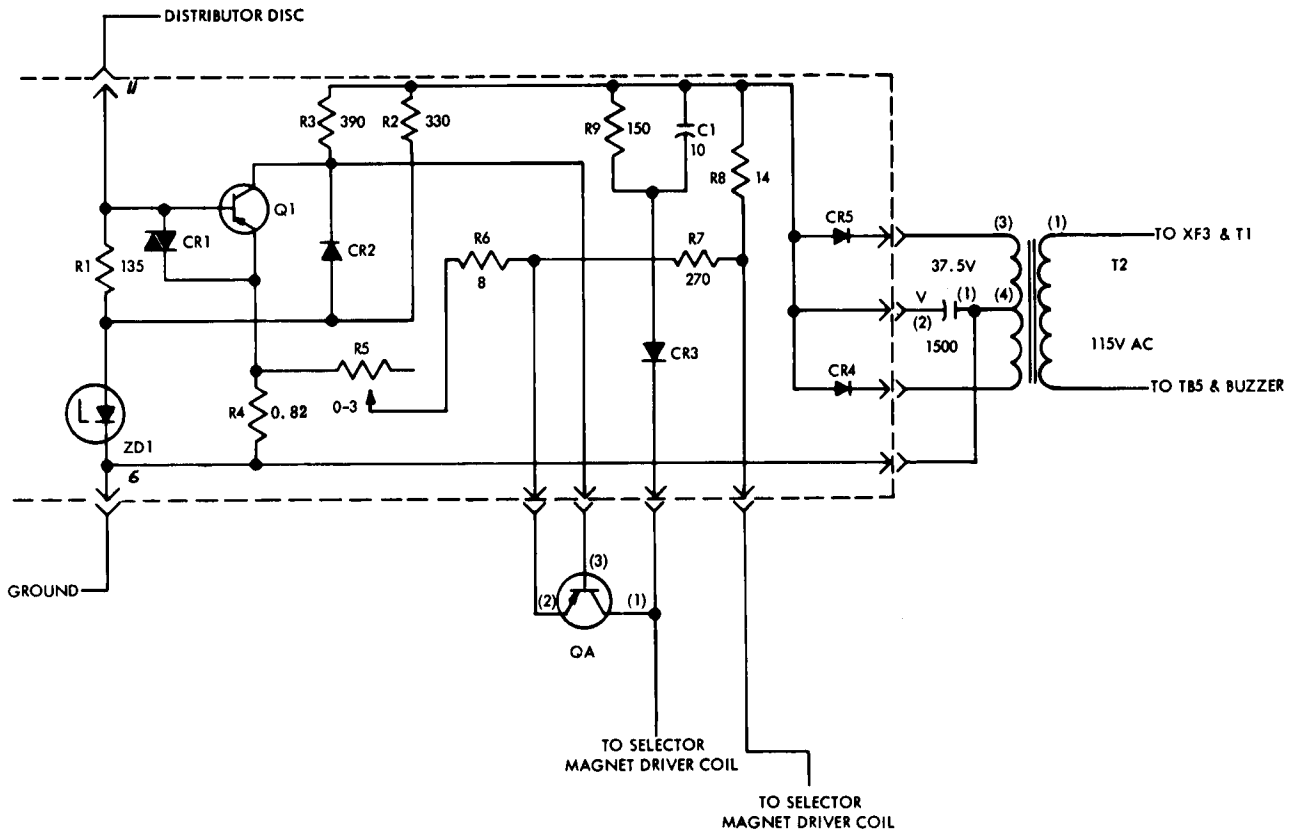 DISTRIBUTOR DISC
R3 390
R2 330
R9 150
C1
10
R8 14
Q1
CR1
R1 135
CR2
R6
8
R7
270
CR5
(3)
(1)
TO XF3 & T1
37.5V
T2
V
(1)
(4)
(2)
1500
115V AC
CR4
TO TB5 & BUZZER
R5
0-3
CR3
L
R4 0.82
ZD1
6
GROUND
(3)
(2)
(1)
QA
TO SELECTOR
MAGNET DRIVER COIL
TO SELECTOR
MAGNET DRIVER COIL